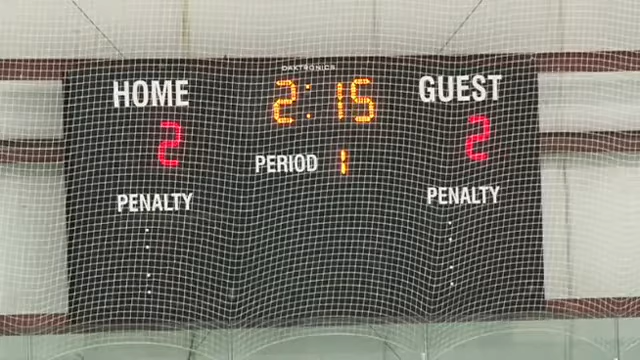 DAKTRONICS
HOME 2:15 GUEST
2 2
PERIOD 1
PENALTY PENALTY